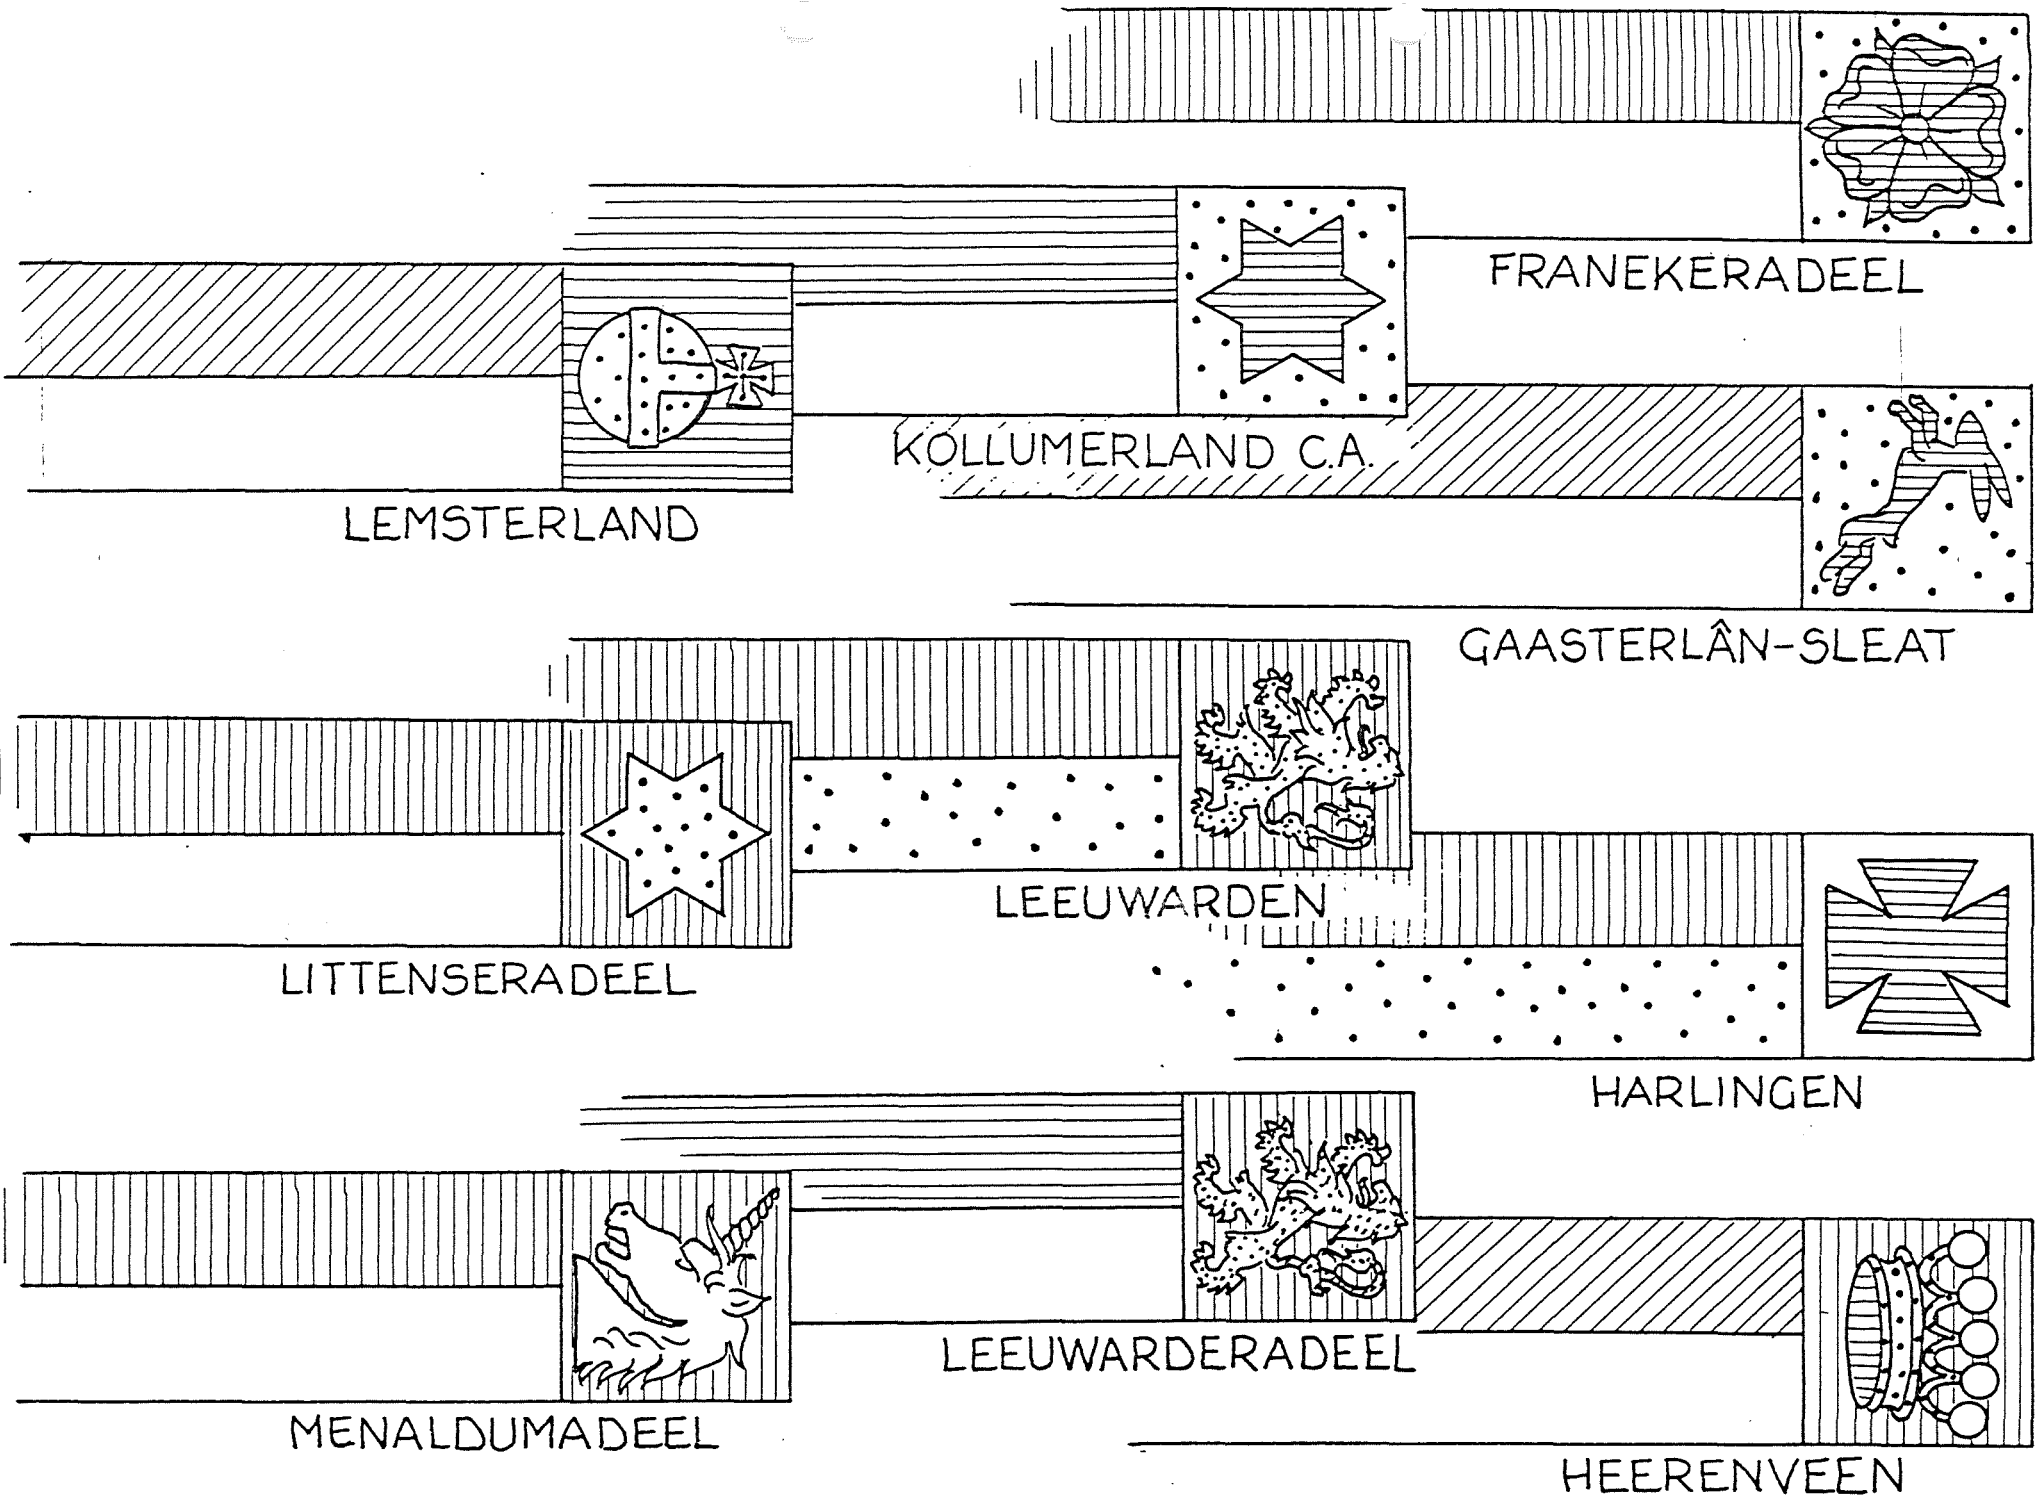 FRANEKERADEEL
KOLLUMERLAND C.A.
LEMSTERLAND
GAASTERLÂN-SLEAT
LEEUWARDEN
LITTENSERADEEL
HARLINGEN
LEEUWARDERADEEL
MENALDUMADEEL
HEERENVEEN